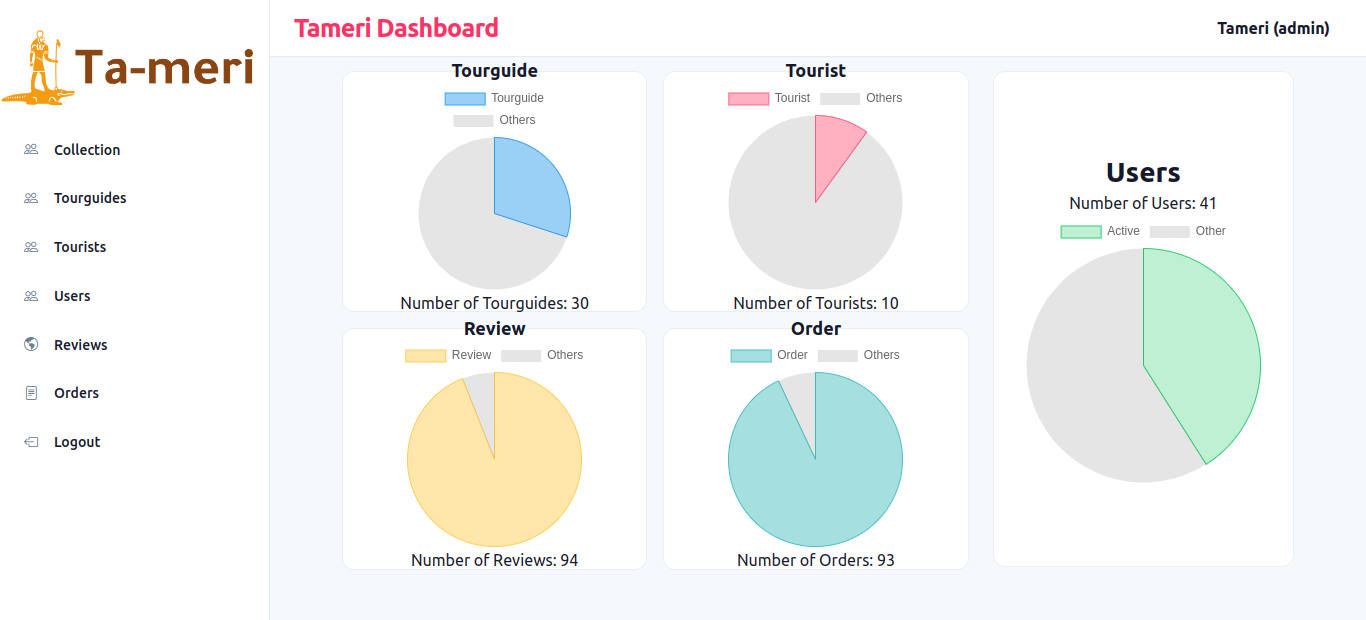 Ta-meri
Collection
Tourguides
Tourists
Users
Reviews
Orders
Logout
Tameri Dashboard
Tameri (admin)
Tourguide
Tourguide
Others
Number of Tourguides: 30
Tourist
Tourist Others
Number of Tourists: 10
Review
Review Others
Number of Reviews: 94
Order
Order Others
Number of Orders: 93
Users
Number of Users: 41
Active Other